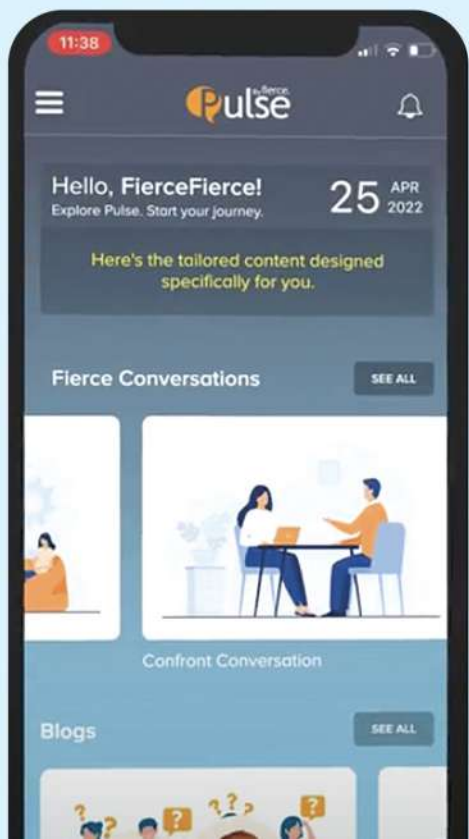 11:38
Pulse
by fierce.
Hello, FierceFierce!
Explore Pulse. Start your journey.
25 APR
2022
Here's the tailored content designed
specifically for you.
Fierce Conversations
SEE ALL
Confront Conversation
Blogs
SEE ALL
? ? ? ? ? ? ?